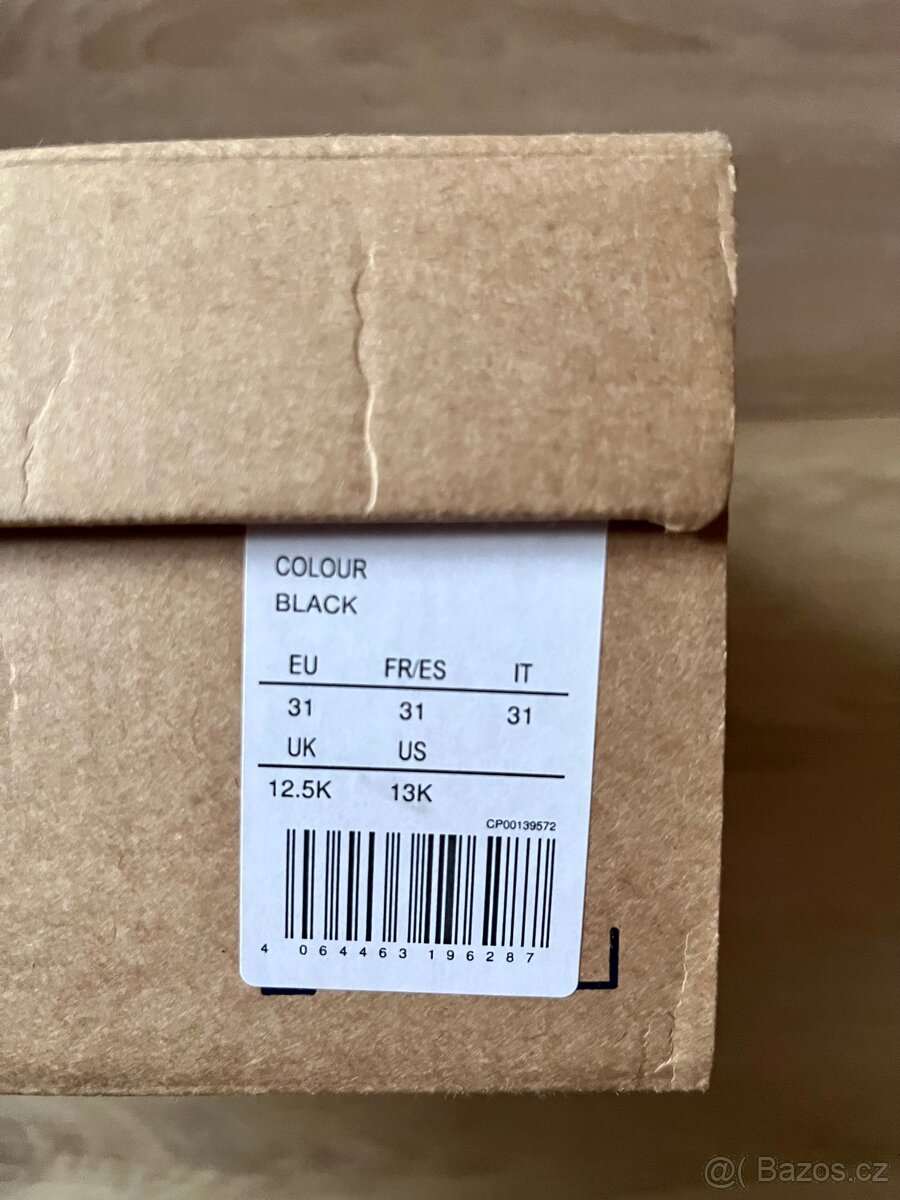 COLOUR
BLACK
EU FR/ES IT
31 31 31
UK US
12.5K 13K
CP00139572
4 064463 196287
@( Bazos.cz